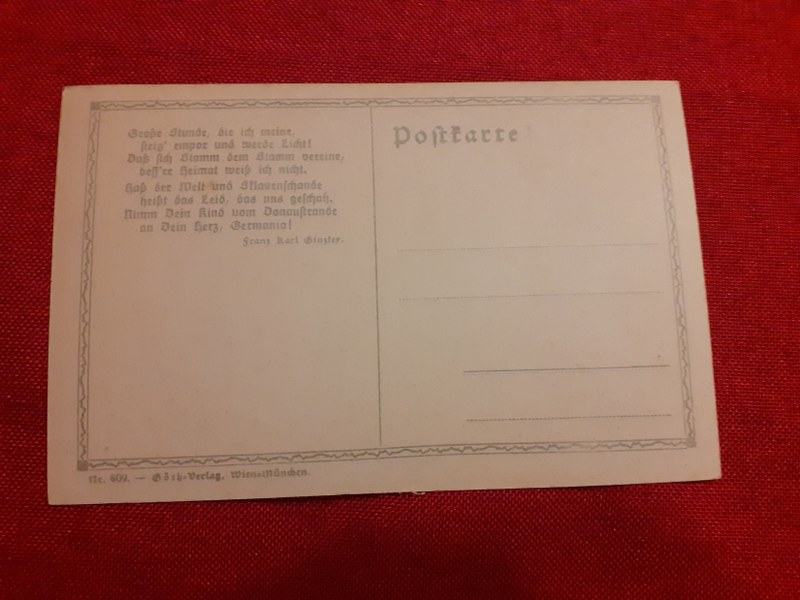 Große Stunde, die ich meine,
steig' empor und werde Licht!
Daß sich Stamm dem Stamm vereine,
bess're Heimat weiß ich nicht.
Haß der Welt und Sklavenschande
heißt das Leid, das uns geschah.
Nimm Dein Kind vom Donaustrande
an Dein Herz, Germania!
Franz Karl Ginzkey.
Postkarte
Nr. 609. — Göth-Verlag, Wien-München.